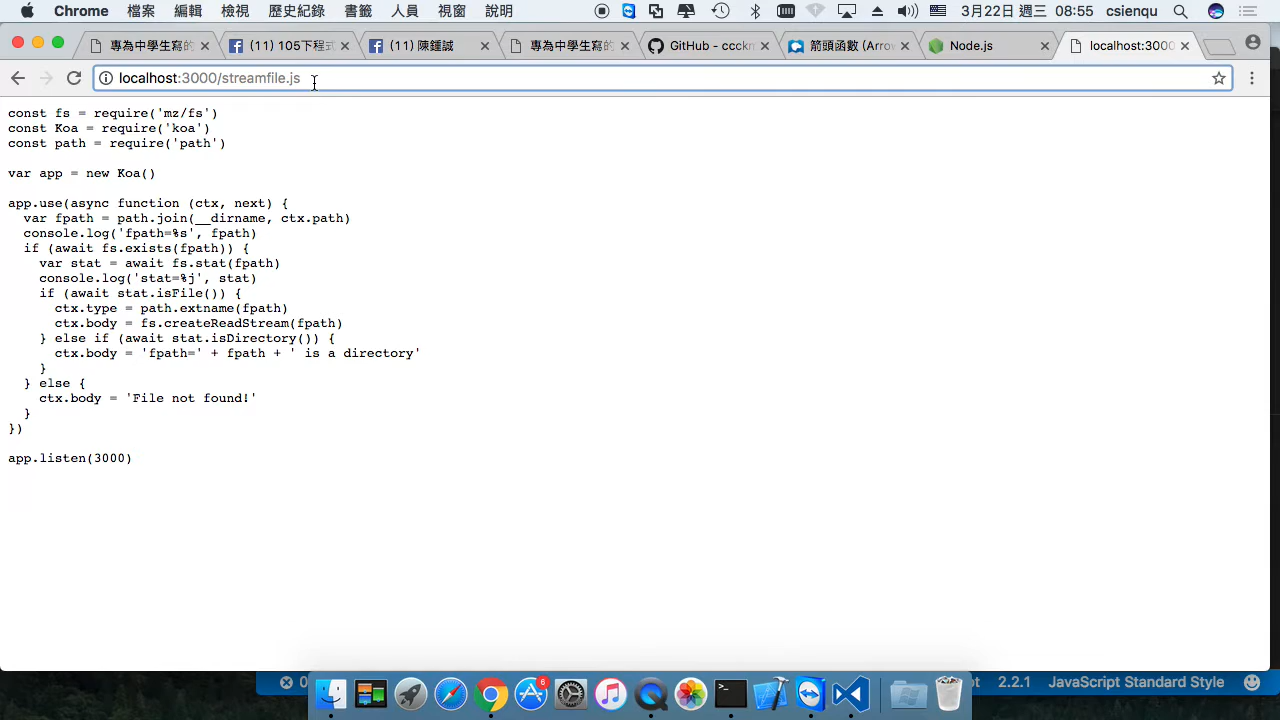 Chrome 檔案 編輯 檢視 歷史紀錄 書籤 人員 視窗 說明 3月22日 週三 08:55 csienqu
專為中學生寫的 (11) 105下程式 (11) 陳鍾誠 專為中學生寫的 GitHub - ccckm 箭頭函數 (Arrow Node.js localhost:3000
localhost:3000/streamfile.js
const fs = require('mz/fs')
const Koa = require('koa')
const path = require('path')
var app = new Koa()
app.use(async function (ctx, next) {
  var fpath = path.join(__dirname, ctx.path)
  console.log('fpath=%s', fpath)
  if (await fs.exists(fpath)) {
    var stat = await fs.stat(fpath)
    console.log('stat=%j', stat)
    if (await stat.isFile()) {
      ctx.type = path.extname(fpath)
      ctx.body = fs.createReadStream(fpath)
    } else if (await stat.isDirectory()) {
      ctx.body = 'fpath=' + fpath + ' is a directory'
    }
  } else {
    ctx.body = 'File not found!'
  }
})
app.listen(3000)
6
0 2.2.1 JavaScript Standard Style